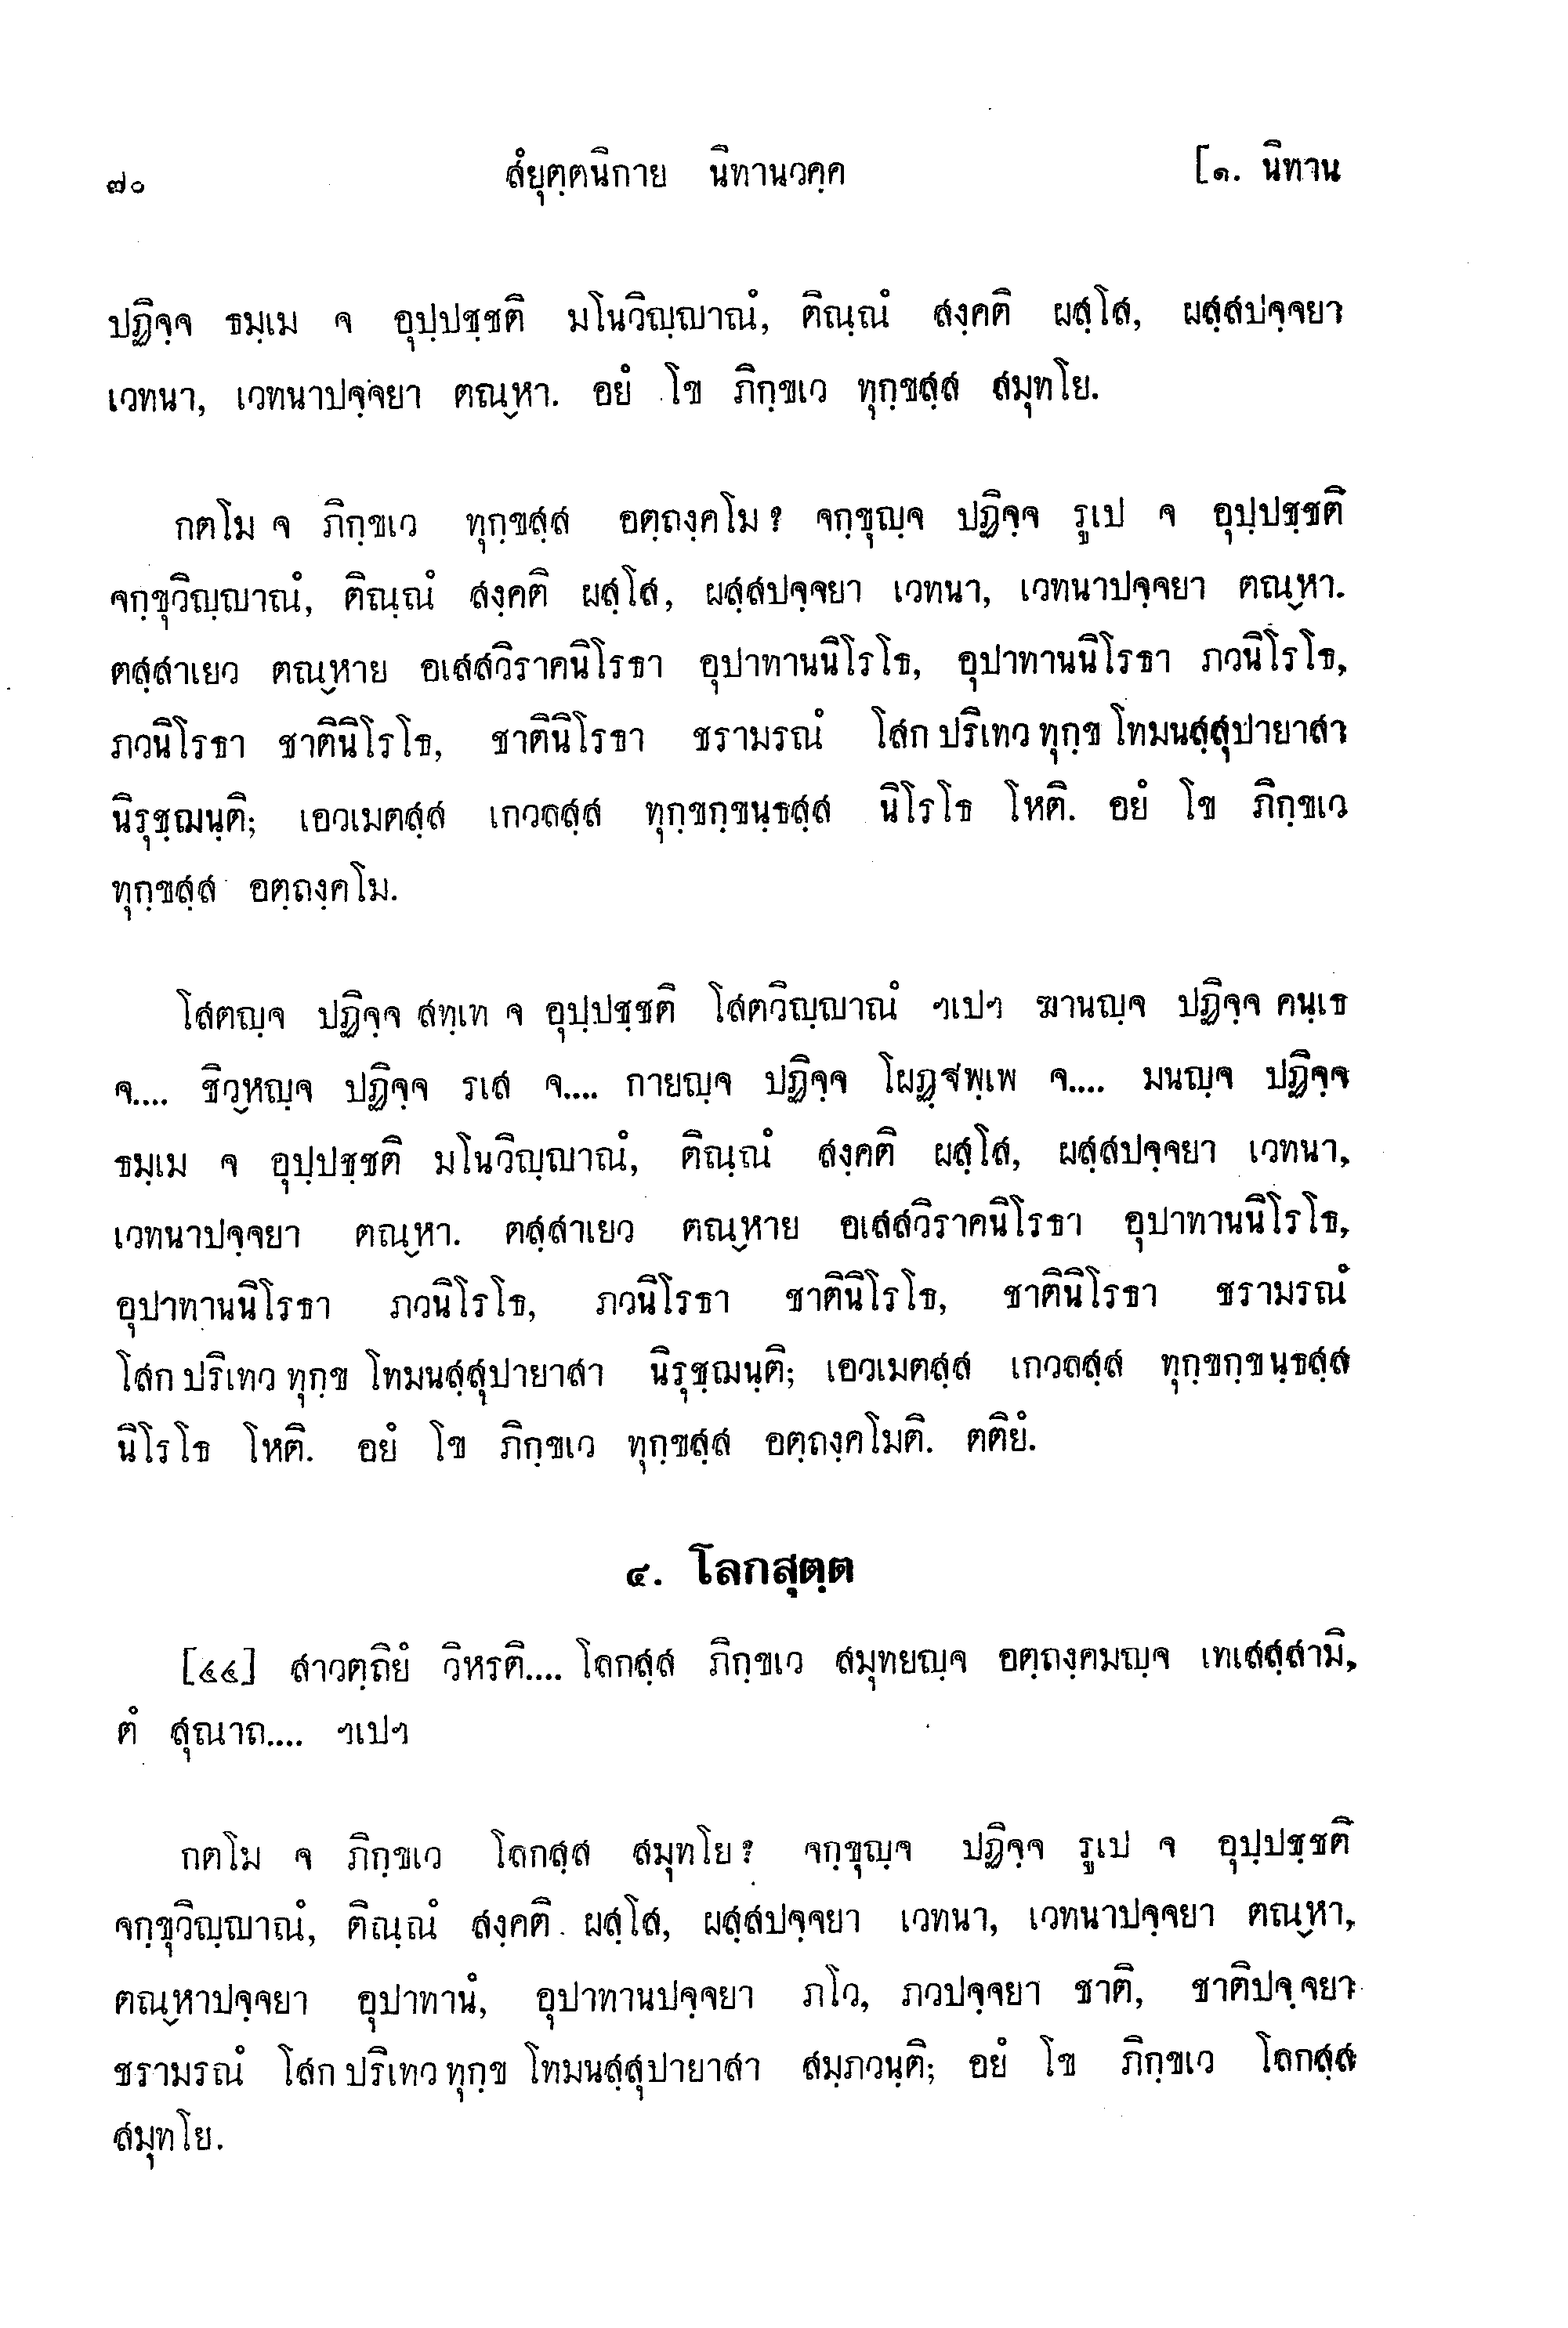 ๗๐ สํยุตฺตนิกาย นิทานวคฺค [๑. นิทาน
ปฏิจฺจ ธมฺเม จ อุปฺปชฺชติ มโนวิญฺญาณํ, ติณฺณํ สงฺคติ ผสฺโส, ผสฺสปจฺจยา
เวทนา, เวทนาปจฺจยา ตณฺหา. อยํ โข ภิกฺขเว ทุกฺขสฺส สมุทโย.
กตโม จ ภิกฺขเว ทุกฺขสฺส อตฺถงฺคโม ? จกฺขุญฺจ ปฏิจฺจ รูเป จ อุปฺปชฺชติ
จกฺขุวิญฺญาณํ, ติณฺณํ สงฺคติ ผสฺโส, ผสฺสปจฺจยา เวทนา, เวทนาปจฺจยา ตณฺหา.
ตสฺสาเยว ตณฺหาย อเสสวิราคนิโรธา อุปาทานนิโรโธ, อุปาทานนิโรธา ภวนิโรโธ,
ภวนิโรธา ชาตินิโรโธ, ชาตินิโรธา ชรามรณํ โสก ปริเทว ทุกฺข โทมนสฺสุปายาสา
นิรุชฺฌนฺติ; เอวเมตสฺส เกวลสฺส ทุกฺขกฺขนฺธสฺส นิโรโธ โหติ. อยํ โข ภิกฺขเว
ทุกฺขสฺส อตฺถงฺคโม.
โสตญฺจ ปฏิจฺจ สทฺเท จ อุปฺปชฺชติ โสตวิญฺญาณํ ฯเปฯ ฆานญฺจ ปฏิจฺจ คนฺเธ
จ.... ชิวฺหญฺจ ปฏิจฺจ รเส จ.... กายญฺจ ปฏิจฺจ โผฏฺฐพฺเพ จ.... มนญฺจ ปฏิจฺจ
ธมฺเม จ อุปฺปชฺชติ มโนวิญฺญาณํ, ติณฺณํ สงฺคติ ผสฺโส, ผสฺสปจฺจยา เวทนา,
เวทนาปจฺจยา ตณฺหา. ตสฺสาเยว ตณฺหาย อเสสวิราคนิโรธา อุปาทานนิโรโธ,
อุปาทานนิโรธา ภวนิโรโธ, ภวนิโรธา ชาตินิโรโธ, ชาตินิโรธา ชรามรณํ
โสก ปริเทว ทุกฺข โทมนสฺสุปายาสา นิรุชฺฌนฺติ; เอวเมตสฺส เกวลสฺส ทุกฺขกฺขนฺธสฺส
นิโรโธ โหติ. อยํ โข ภิกฺขเว ทุกฺขสฺส อตฺถงฺคโมติ. ตติยํ.
๔. โลกสุตฺต
[๔๔] สาวตฺถิยํ วิหรติ.... โลกสฺส ภิกฺขเว สมุทยญฺจ อตฺถงฺคมญฺจ เทเสสฺสามิ,
ตํ สุณาถ.... ฯเปฯ
กตโม จ ภิกฺขเว โลกสฺส สมุทโย ? จกฺขุญฺจ ปฏิจฺจ รูเป จ อุปฺปชฺชติ
จกฺขุวิญฺญาณํ, ติณฺณํ สงฺคติ ผสฺโส, ผสฺสปจฺจยา เวทนา, เวทนาปจฺจยา ตณฺหา,
ตณฺหาปจฺจยา อุปาทานํ, อุปาทานปจฺจยา ภโว, ภวปจฺจยา ชาติ, ชาติปจฺจยา
ชรามรณํ โสก ปริเทว ทุกฺข โทมนสฺสุปายาสา สมฺภวนฺติ; อยํ โข ภิกฺขเว โลกสฺส
สมุทโย.